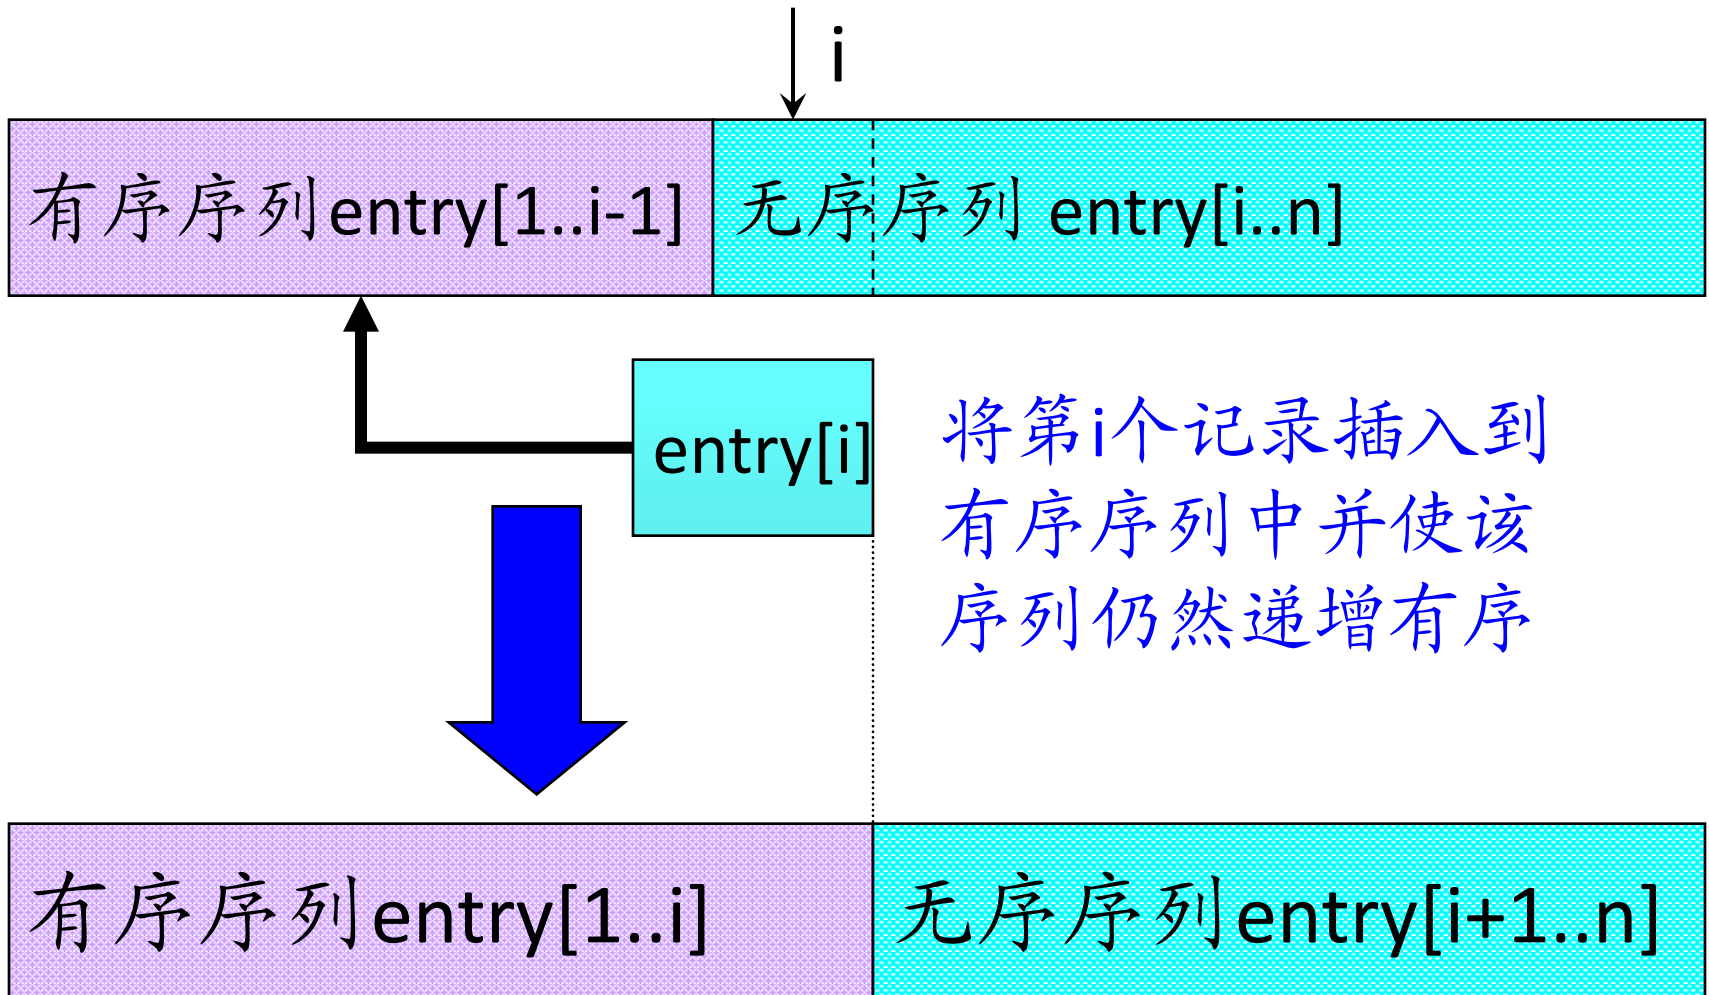 i
有序序列entry[1..i-1]
无序序列 entry[i..n]
entry[i]
将第i个记录插入到
有序序列中并使该
序列仍然递增有序
有序序列entry[1..i]
无序序列entry[i+1..n]